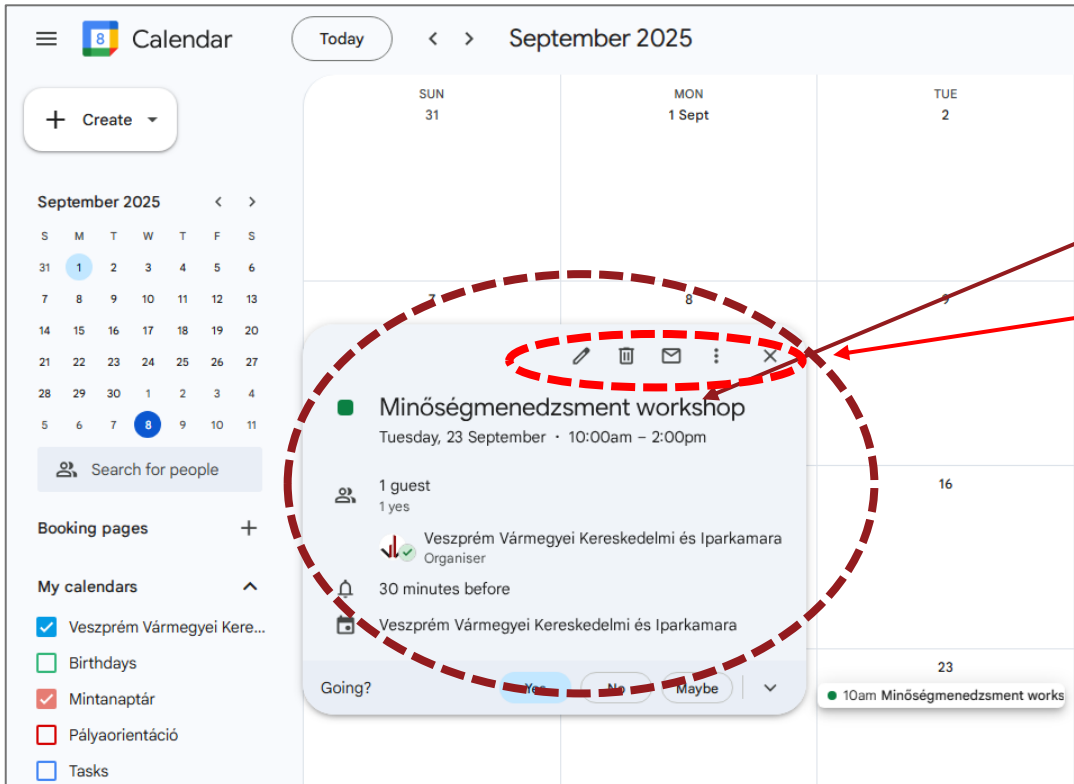 8 Calendar Today September 2025
SUN MON TUE
31 1 Sept 2
Create
September 2025
S M T W T F S
31 1 2 3 4 5 6
7 8 9 10 11 12 13
14 15 16 17 18 19 20
21 22 23 24 25 26 27
28 29 30 1 2 3 4
5 6 7 8 9 10 11
Search for people
Booking pages
My calendars
Veszprém Vármegyei Kere...
Birthdays
Mintanaptár
Pályaorientáció
Tasks
7 8 9
Minőségmenedzsment workshop
Tuesday, 23 September · 10:00am – 2:00pm
1 guest
1 yes
Veszprém Vármegyei Kereskedelmi és Iparkamara
Organiser
30 minutes before
Veszprém Vármegyei Kereskedelmi és Iparkamara
Going? Yes No Maybe
16
23
10am Minőségmenedzsment works